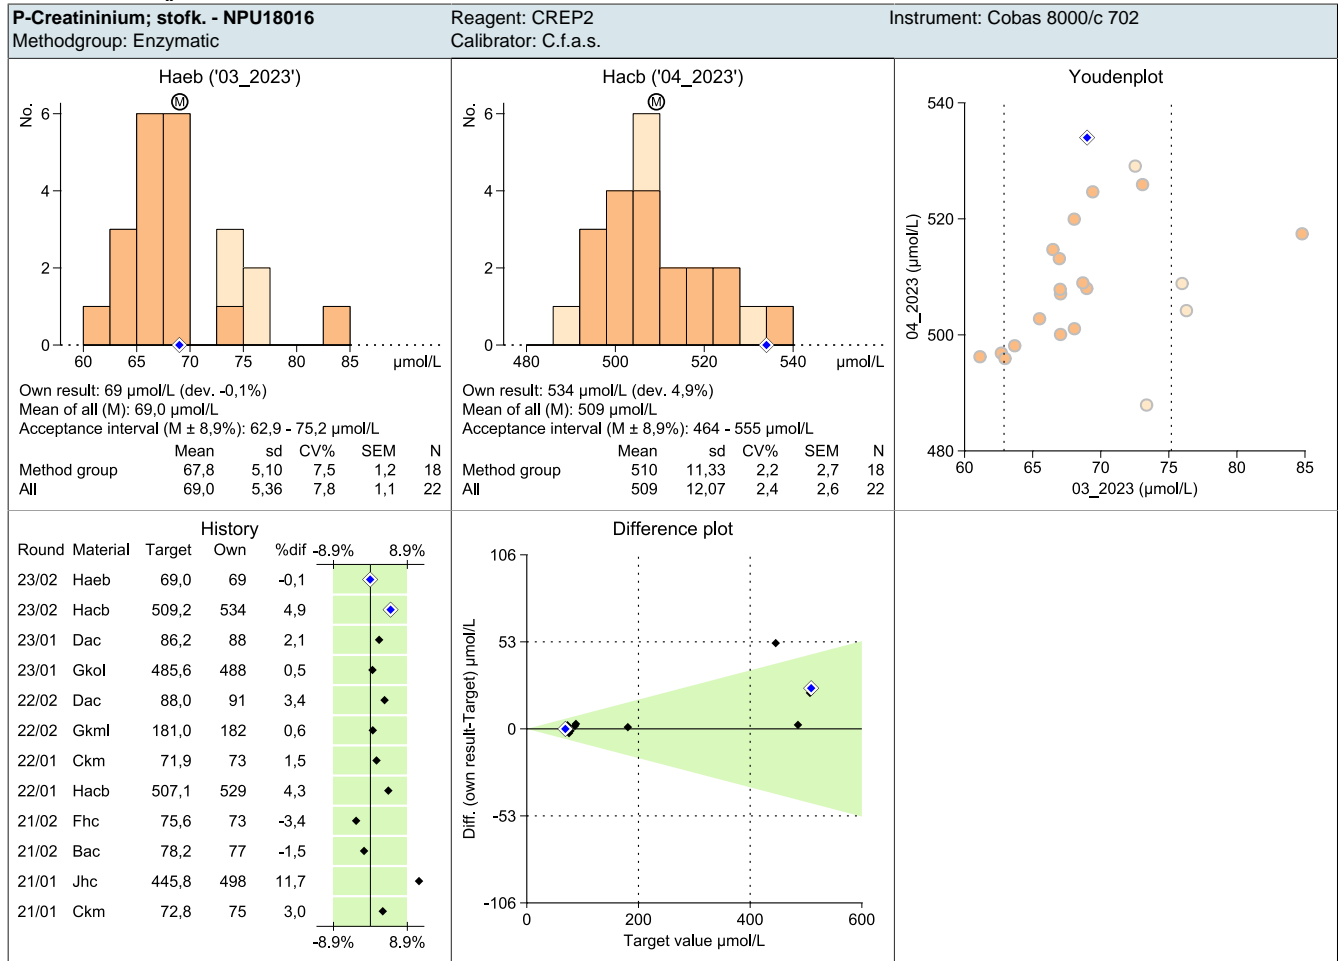 P-Creatininium; stofk. - NPU18016
Methodgroup: Enzymatic
Reagent: CREP2
Calibrator: C.f.a.s.
Instrument: Cobas 8000/c 702
Haeb ('03_2023')
M
No.
6
4
2
0
60 65 70 75 80 85 µmol/L
Own result: 69 µmol/L (dev. -0,1%)
Mean of all (M): 69,0 µmol/L
Acceptance interval (M ± 8,9%): 62,9 - 75,2 µmol/L
Mean sd CV% SEM N
Method group 67,8 5,10 7,5 1,2 18
All 69,0 5,36 7,8 1,1 22
Hacb ('04_2023')
M
No.
6
4
2
0
480 500 520 540 µmol/L
Own result: 534 µmol/L (dev. 4,9%)
Mean of all (M): 509 µmol/L
Acceptance interval (M ± 8,9%): 464 - 555 µmol/L
Mean sd CV% SEM N
Method group 510 11,33 2,2 2,7 18
All 509 12,07 2,4 2,6 22
Youdenplot
04_2023 (µmol/L)
540
520
500
480
60 65 70 75 80 85
03_2023 (µmol/L)
History
Round Material Target Own %dif -8.9% 8.9%
23/02 Haeb 69,0 69 -0,1
23/02 Hacb 509,2 534 4,9
23/01 Dac 86,2 88 2,1
23/01 Gkol 485,6 488 0,5
22/02 Dac 88,0 91 3,4
22/02 Gkml 181,0 182 0,6
22/01 Ckm 71,9 73 1,5
22/01 Hacb 507,1 529 4,3
21/02 Fhc 75,6 73 -3,4
21/02 Bac 78,2 77 -1,5
21/01 Jhc 445,8 498 11,7
21/01 Ckm 72,8 75 3,0
-8.9% 8.9%
Difference plot
Diff. (own result-Target) µmol/L
106
53
0
-53
-106
0 200 400 600
Target value µmol/L